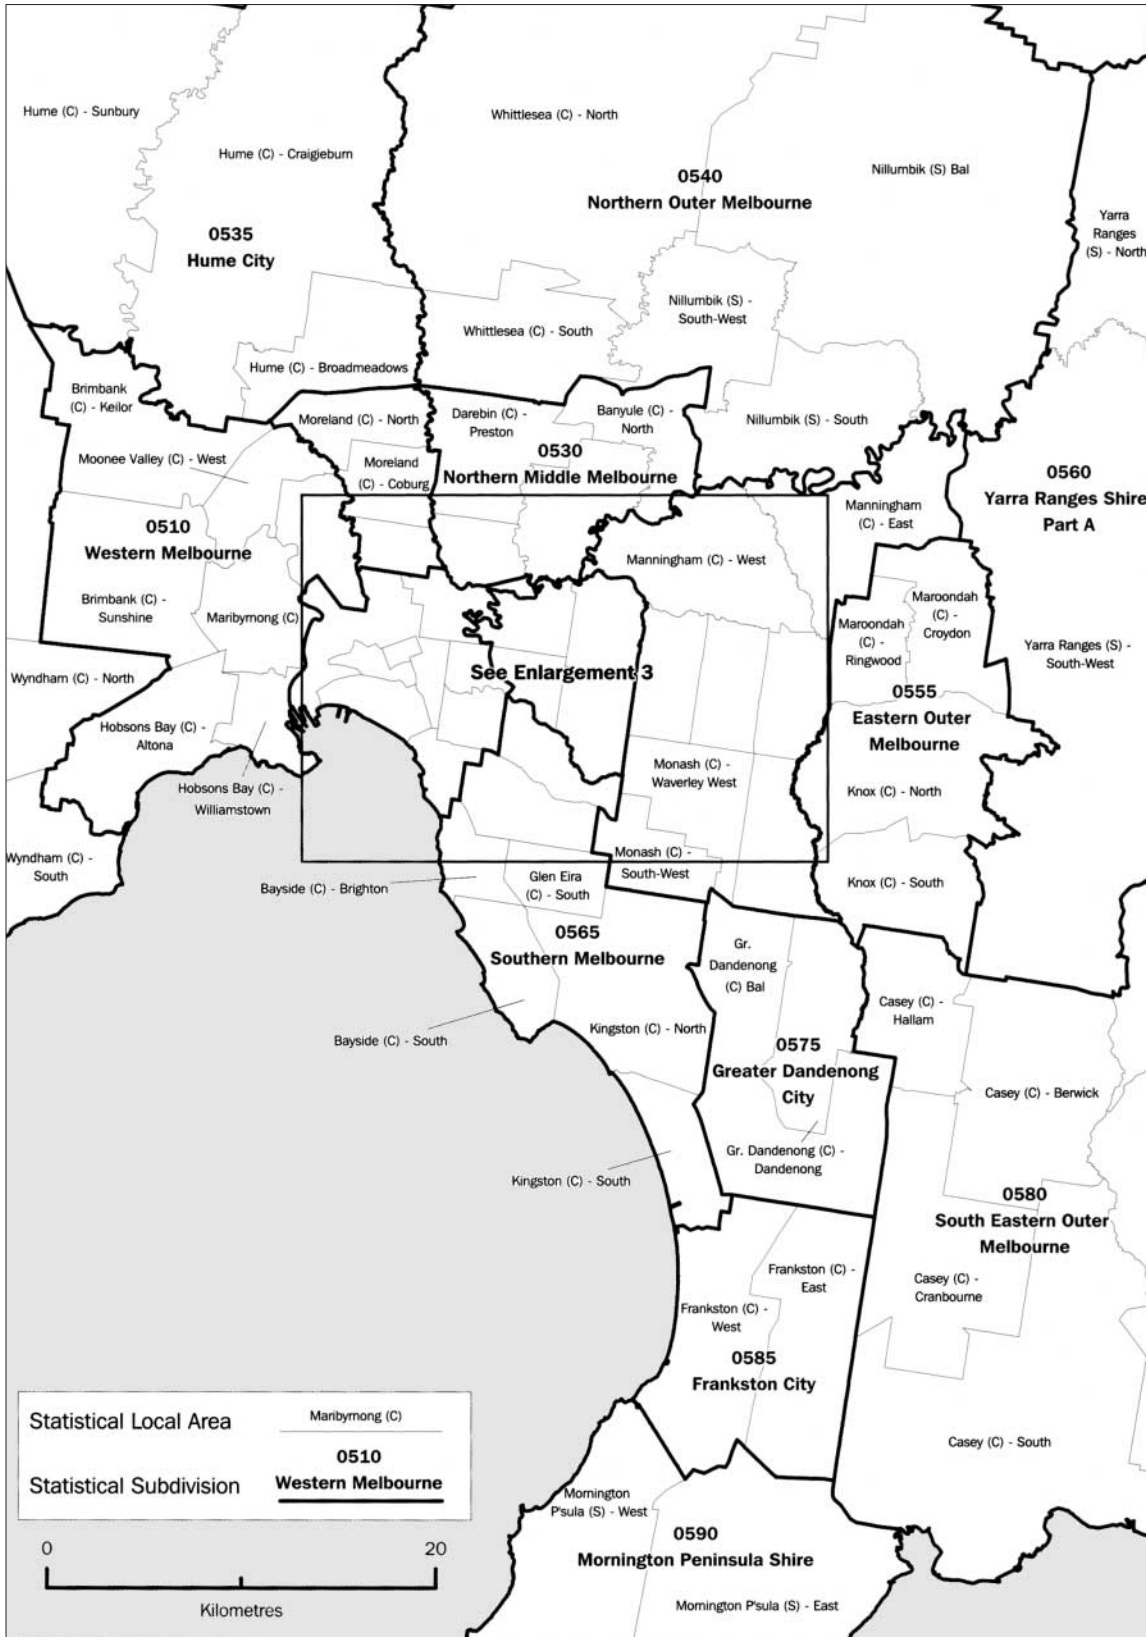 Hume (C) - Sunbury
Whittlesea (C) - North
Hume (C) - Craigieburn
Nillumbik (S) Bal
0540
Northern Outer Melbourne
Yarra
Ranges
(S) - North
0535
Hume City
Nillumbik (S) -
South-West
Whittlesea (C) - South
Hume (C) - Broadmeadows
Brimbank
(C) - Keilor
Moreland (C) - North
Darebin (C) -
Preston
Banyule (C) -
North
Nillumbik (S) - South
Moonee Valley (C) - West
Moreland
(C) - Coburg
0530
Northern Middle Melbourne
0560
Yarra Ranges Shire
Part A
Manningham
(C) - East
0510
Western Melbourne
Manningham (C) - West
Brimbank (C) -
Sunshine
Maribyrnong (C)
Maroondah
(C) -
Croydon
Maroondah
(C) -
Ringwood
Yarra Ranges (S) -
South-West
Wyndham (C) - North
See Enlargement 3
0555
Eastern Outer
Melbourne
Hobsons Bay (C) -
Altona
Monash (C) -
Waverley West
Hobsons Bay (C) -
Williamstown
Knox (C) - North
Wyndham (C) -
South
Monash (C) -
South-West
Bayside (C) - Brighton
Glen Eira
(C) - South
Knox (C) - South
0565
Southern Melbourne
Gr.
Dandenong
(C) Bal
Casey (C) -
Hallam
Bayside (C) - South
Kingston (C) - North
0575
Greater Dandenong
City
Casey (C) - Berwick
Gr. Dandenong (C) -
Dandenong
Kingston (C) - South
0580
South Eastern Outer
Melbourne
Frankston (C) -
East
Casey (C) -
Cranbourne
Frankston (C) -
West
0585
Frankston City
Casey (C) - South
Statistical Local Area
Maribyrnong (C)
Statistical Subdivision
0510
Western Melbourne
Mornington
P'sula (S) - West
0590
Mornington Peninsula Shire
Mornington P'sula (S) - East
0 20
Kilometres